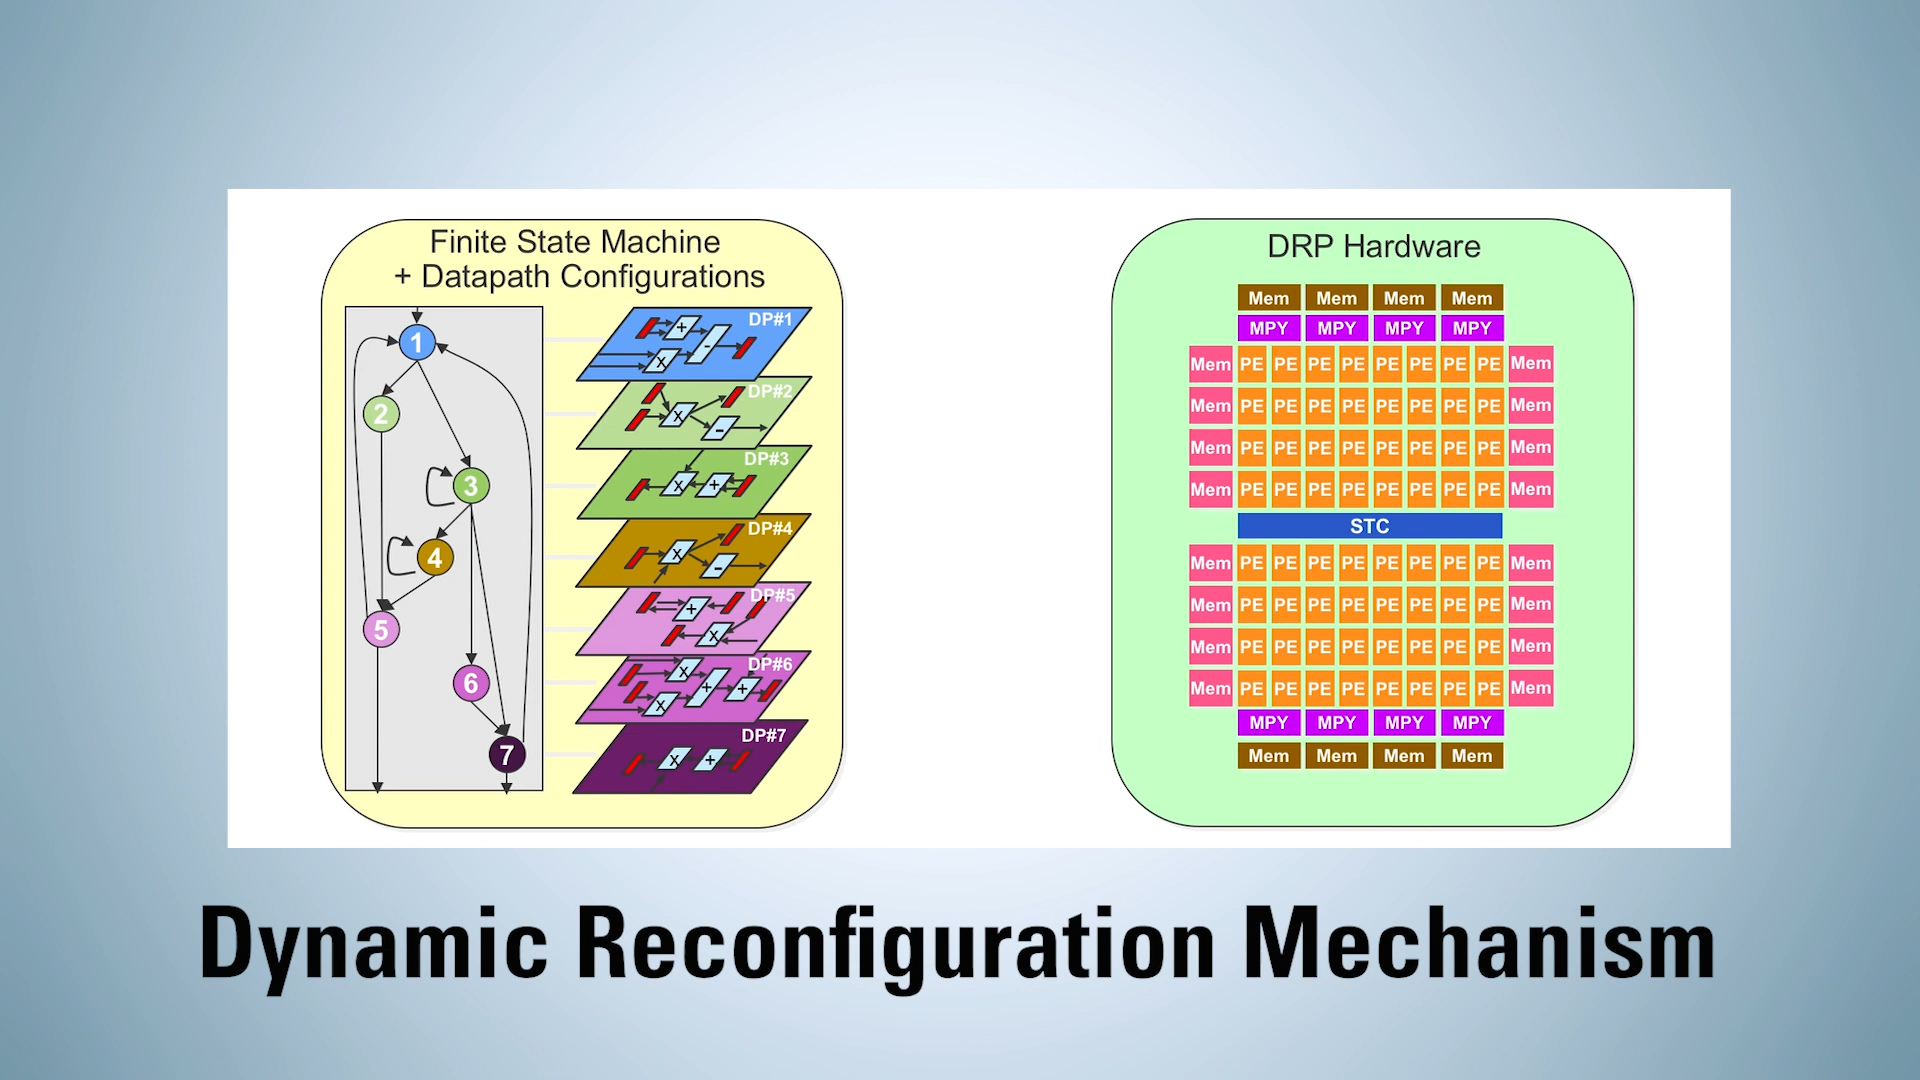 Finite State Machine
+ Datapath Configurations
1
2
3
4
5
6
7
DP#1
+
-
x
DP#2
x
-
DP#3
x +
DP#4
x
-
DP#5
+
x
DP#6
x
+ +
x
DP#7
x +
DRP Hardware
Mem Mem Mem Mem
MPY MPY MPY MPY
Mem PE PE PE PE PE PE PE PE Mem
Mem PE PE PE PE PE PE PE PE Mem
Mem PE PE PE PE PE PE PE PE Mem
Mem PE PE PE PE PE PE PE PE Mem
STC
Mem PE PE PE PE PE PE PE PE Mem
Mem PE PE PE PE PE PE PE PE Mem
Mem PE PE PE PE PE PE PE PE Mem
Mem PE PE PE PE PE PE PE PE Mem
MPY MPY MPY MPY
Mem Mem Mem Mem
Dynamic Reconfiguration Mechanism